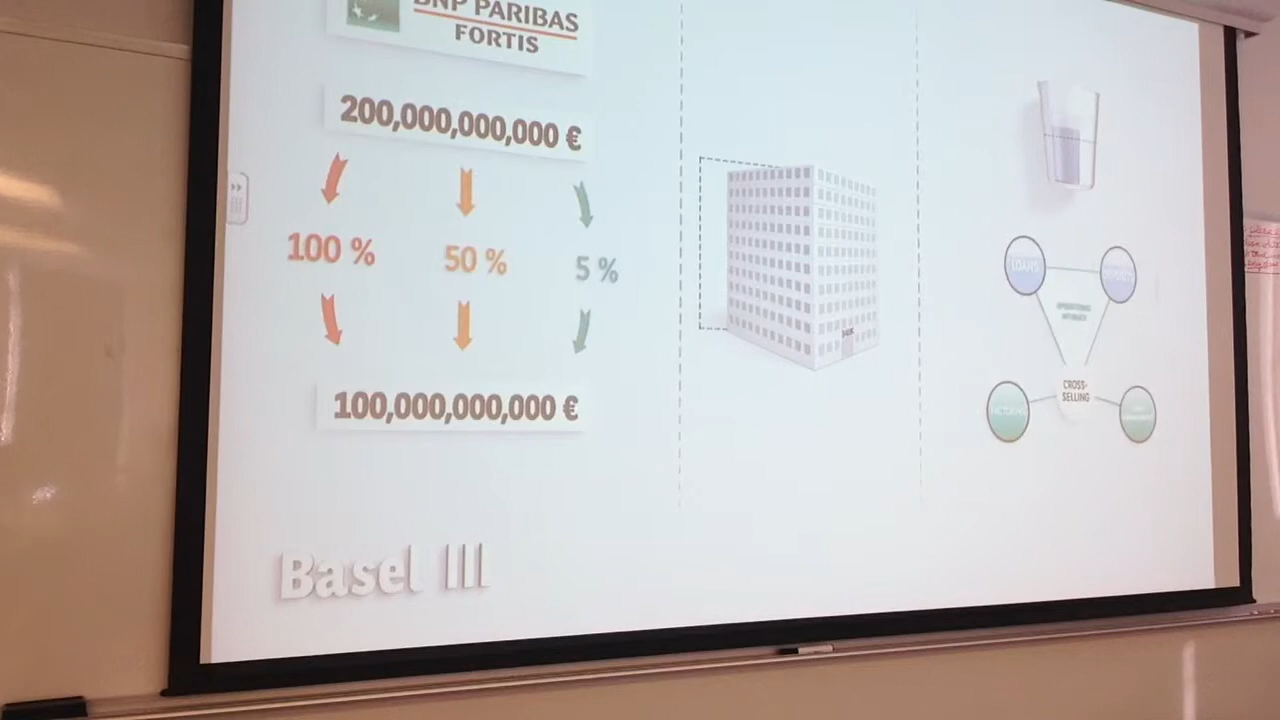 BNP PARIBAS
FORTIS
200,000,000,000 €
100 %
50 %
5 %
100,000,000,000 €
Basel III
BANK
LOANS
CROSS-
SELLING